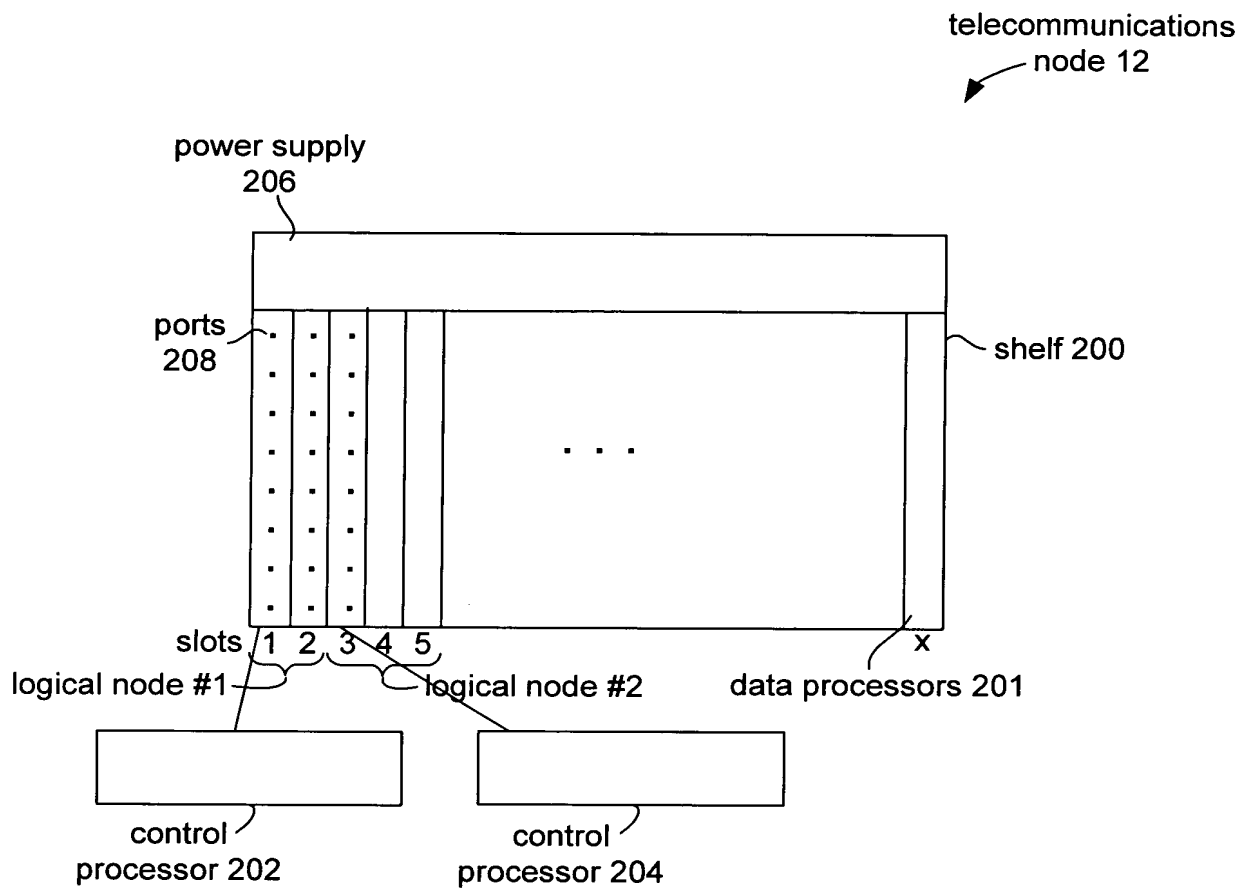 telecommunications
node 12
power supply
206
ports
208
shelf 200
. . .
slots 1 2 3 4 5 x
logical node #1 logical node #2 data processors 201
control
processor 202
control
processor 204